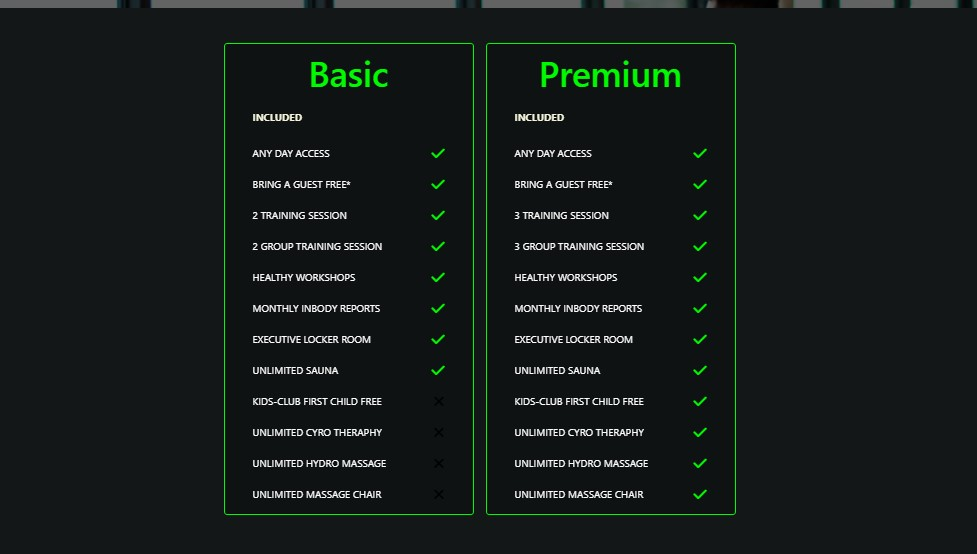 Basic
INCLUDED
ANY DAY ACCESS
BRING A GUEST FREE*
2 TRAINING SESSION
2 GROUP TRAINING SESSION
HEALTHY WORKSHOPS
MONTHLY INBODY REPORTS
EXECUTIVE LOCKER ROOM
UNLIMITED SAUNA
KIDS-CLUB FIRST CHILD FREE
UNLIMITED CYRO THERAPHY
UNLIMITED HYDRO MASSAGE
UNLIMITED MASSAGE CHAIR
Premium
INCLUDED
ANY DAY ACCESS
BRING A GUEST FREE*
3 TRAINING SESSION
3 GROUP TRAINING SESSION
HEALTHY WORKSHOPS
MONTHLY INBODY REPORTS
EXECUTIVE LOCKER ROOM
UNLIMITED SAUNA
KIDS-CLUB FIRST CHILD FREE
UNLIMITED CYRO THERAPHY
UNLIMITED HYDRO MASSAGE
UNLIMITED MASSAGE CHAIR